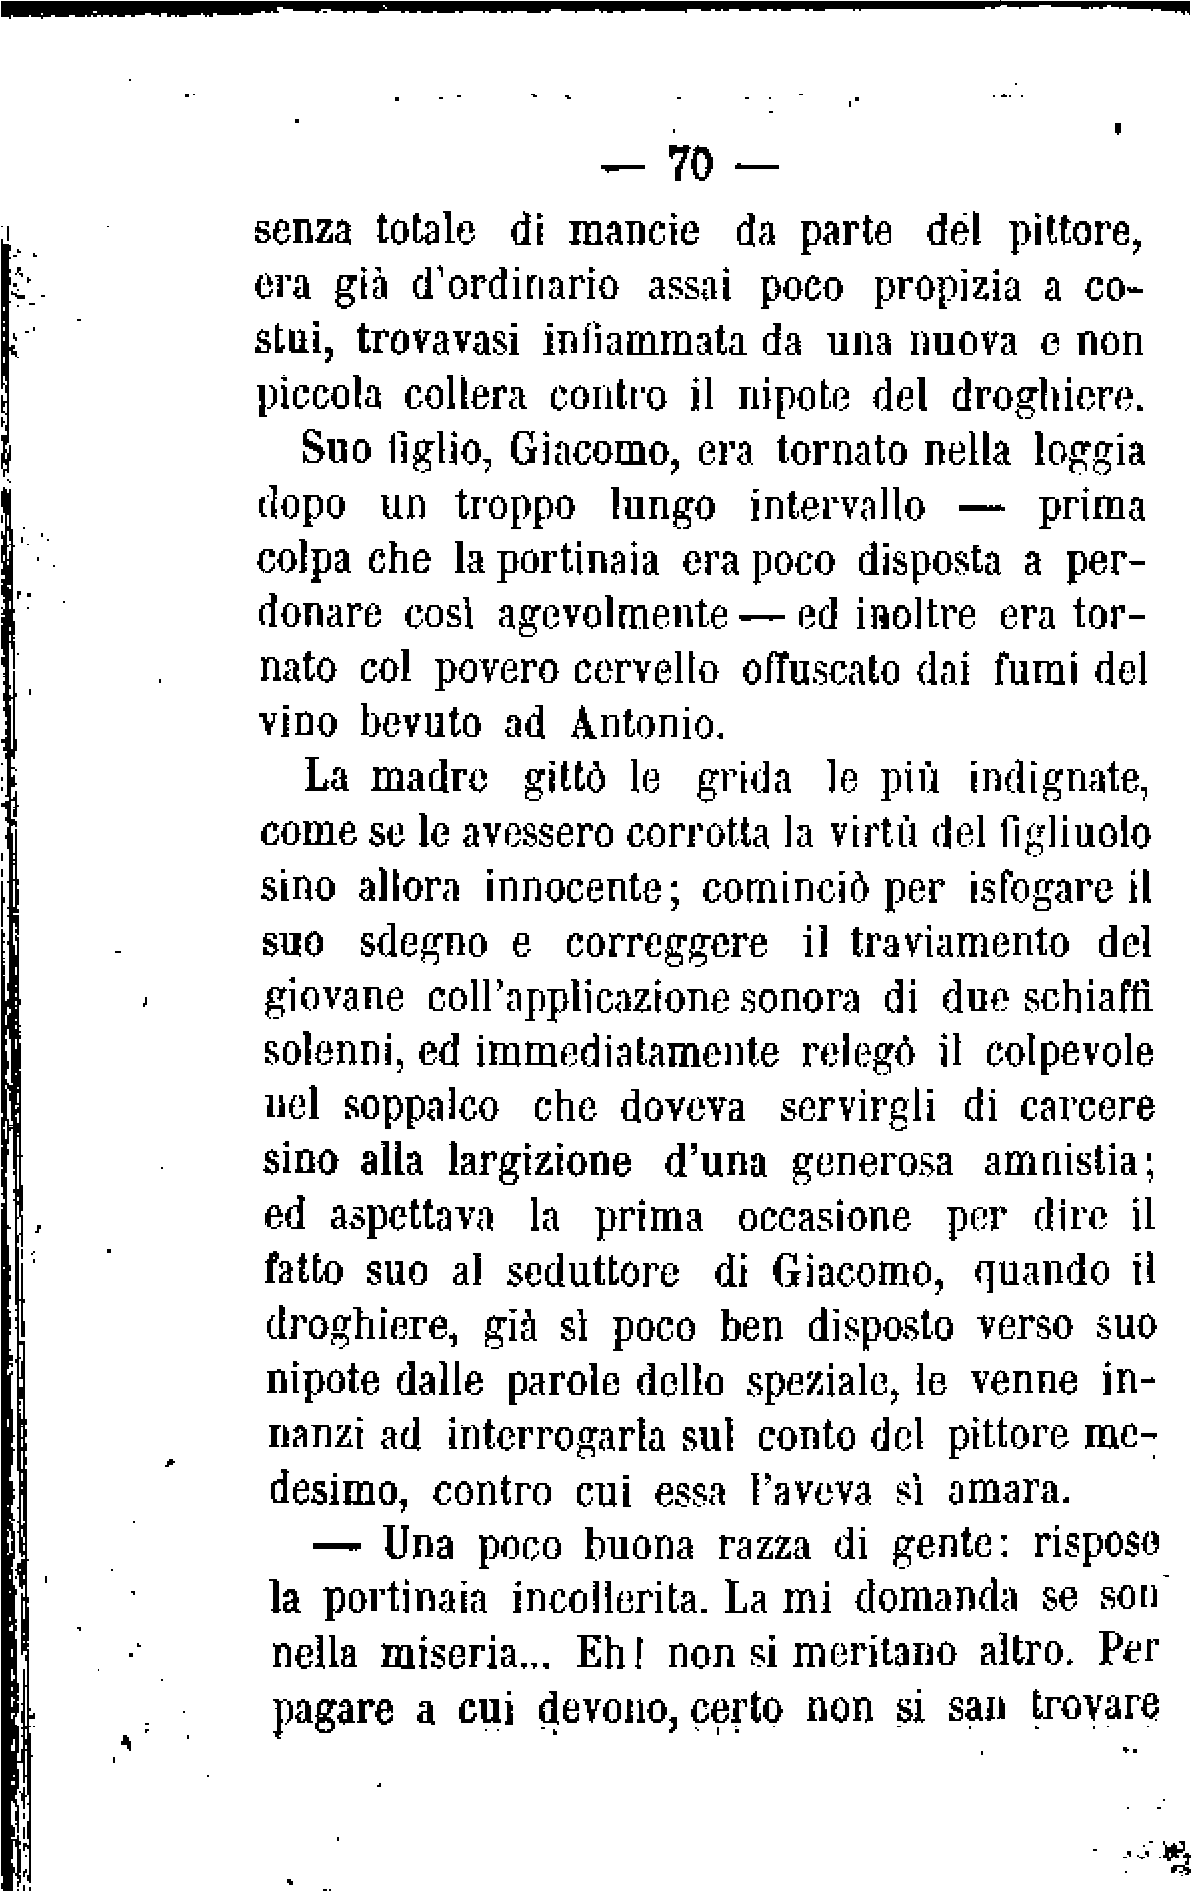 — 70 —
senza totale di mancie da parte del pittore,
era già d'ordinario assai poco propizia a co-
stui, trovavasi infiammata da una nuova e non
piccola collera contro il nipote del droghiere.
Suo figlio, Giacomo, era tornato nella loggia
dopo un troppo lungo intervallo — prima
colpa che la portinaia era poco disposta a per-
donare così agevolmente — ed inoltre era tor-
nato col povero cervello offuscato dai fumi del
vino bevuto ad Antonio.
La madre gittò le grida le più indignate,
come se le avessero corrotta la virtù del figliuolo
sino allora innocente; cominciò per isfogare il
suo sdegno e correggere il traviamento del
giovane coll'applicazione sonora di due schiaffi
solenni, ed immediatamente relegò il colpevole
nel soppalco che doveva servirgli di carcere
sino alla largizione d'una generosa amnistia;
ed aspettava la prima occasione per dire il
fatto suo al seduttore di Giacomo, quando il
droghiere, già sì poco ben disposto verso suo
nipote dalle parole dello speziale, le venne in-
nanzi ad interrogarla sul conto del pittore me-
desimo, contro cui essa l'aveva sì amara.
— Una poco buona razza di gente: rispose
la portinaia incollerita. La mi domanda se son
nella miseria... Eh! non si meritano altro. Per
pagare a cui devono, certo non si san trovare